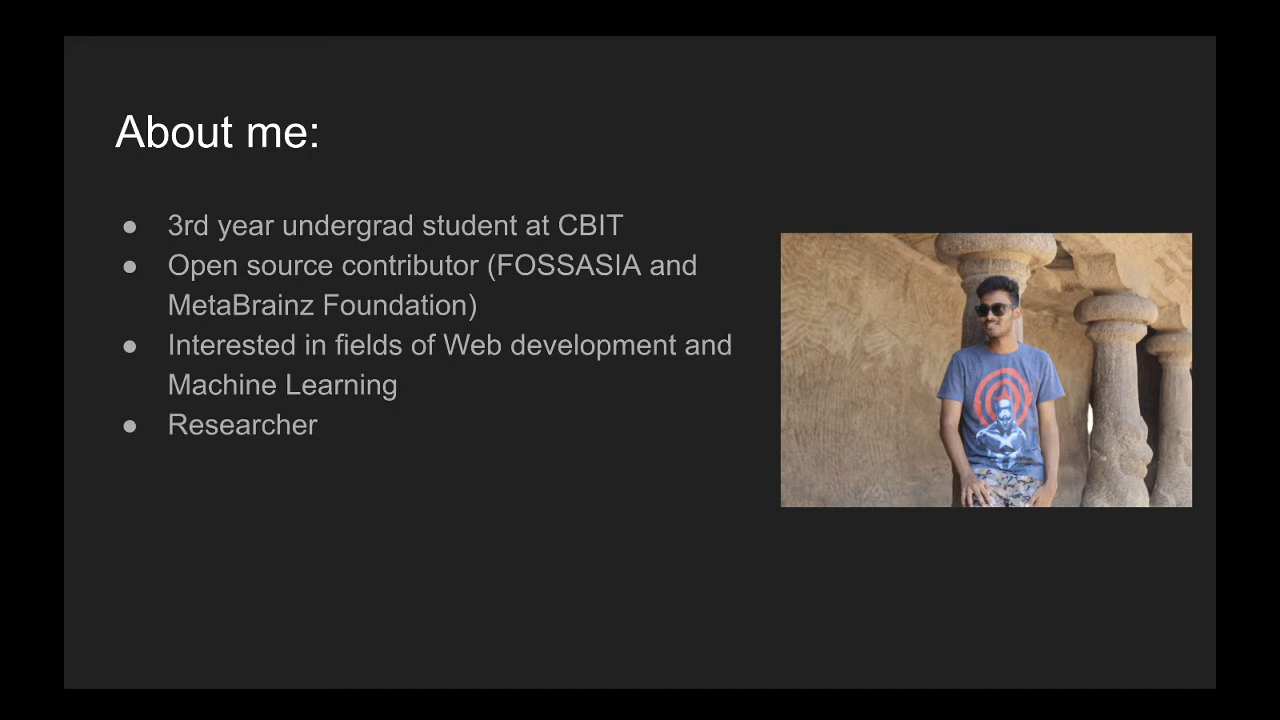 About me:
● 3rd year undergrad student at CBIT
● Open source contributor (FOSSASIA and
MetaBrainz Foundation)
● Interested in fields of Web development and
Machine Learning
● Researcher